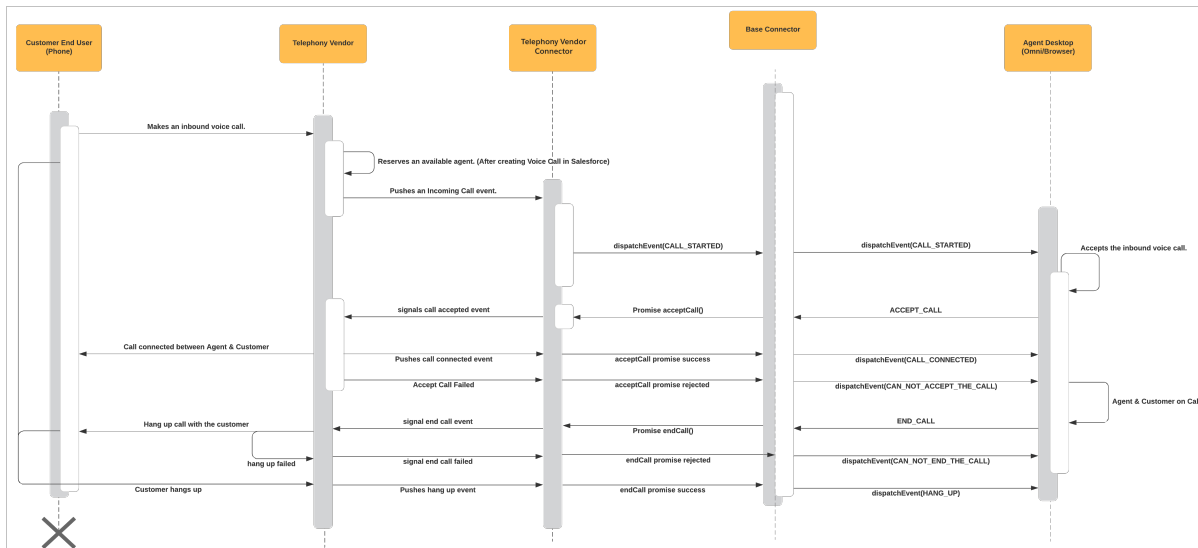 Customer End User
(Phone)
Telephony Vendor
Telephony Vendor
Connector
Base Connector
Agent Desktop
(Omni/Browser)
Makes an inbound voice call.
Reserves an available agent. (After creating Voice Call in Salesforce)
Pushes an Incoming Call event.
dispatchEvent(CALL_STARTED)
dispatchEvent(CALL_STARTED)
Accepts the inbound voice call.
signals call accepted event
Promise acceptCall()
ACCEPT_CALL
Call connected between Agent & Customer
Pushes call connected event
acceptCall promise success
dispatchEvent(CALL_CONNECTED)
Accept Call Failed
acceptCall promise rejected
dispatchEvent(CAN_NOT_ACCEPT_THE_CALL)
Agent & Customer on Cal
Hang up call with the customer
signal end call event
Promise endCall()
END_CALL
hang up failed
signal end call failed
endCall promise rejected
dispatchEvent(CAN_NOT_END_THE_CALL)
Customer hangs up
Pushes hang up event
endCall promise success
dispatchEvent(HANG_UP)